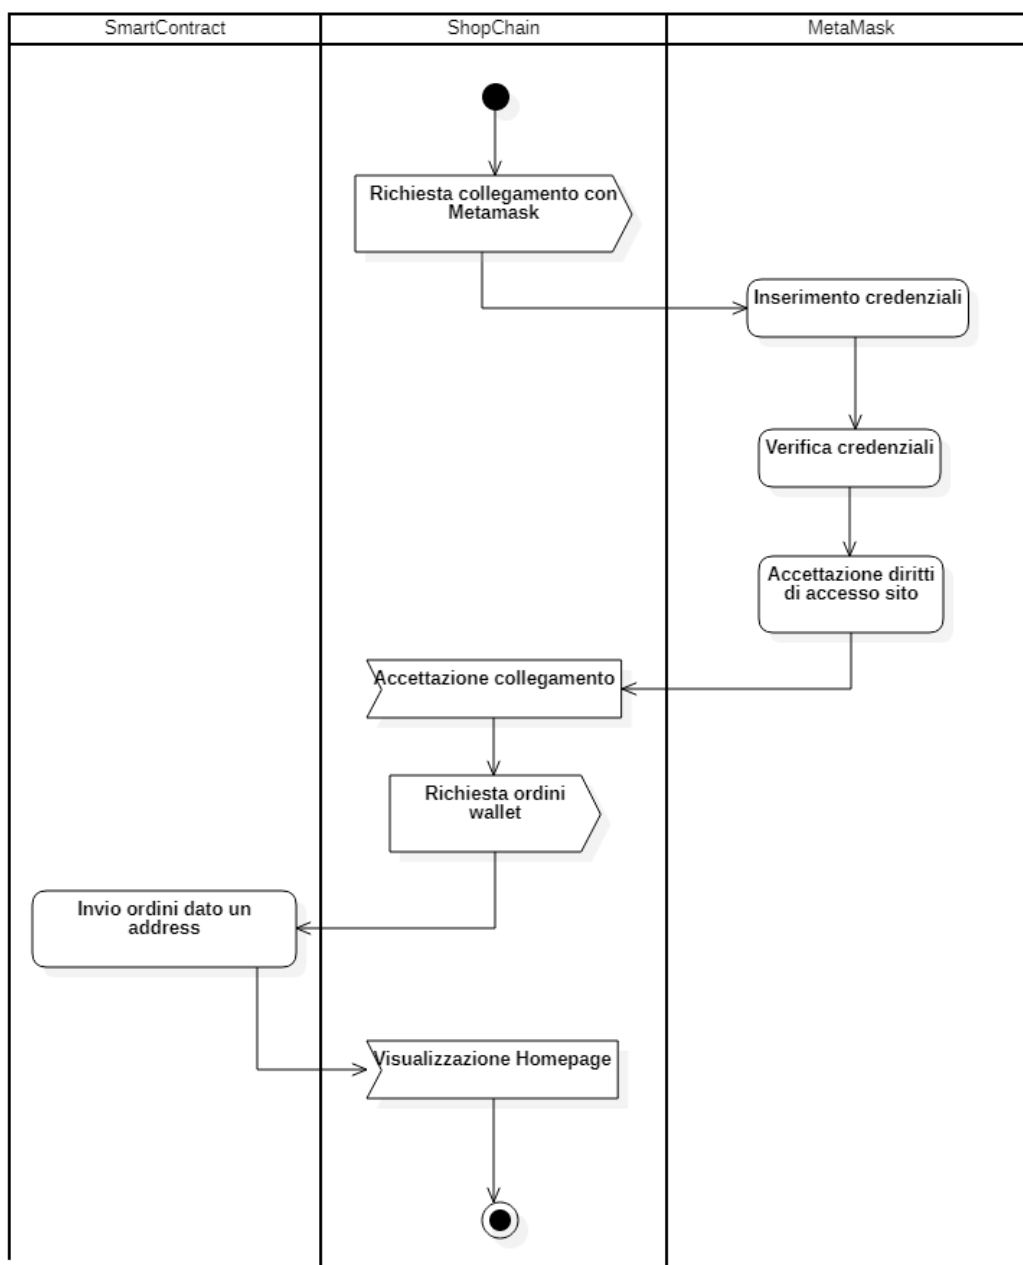 SmartContract
ShopChain
MetaMask
Richiesta collegamento con
Metamask
Inserimento credenziali
Verifica credenziali
Accettazione diritti
di accesso sito
Accettazione collegamento
Richiesta ordini
wallet
Invio ordini dato un
address
Visualizzazione Homepage